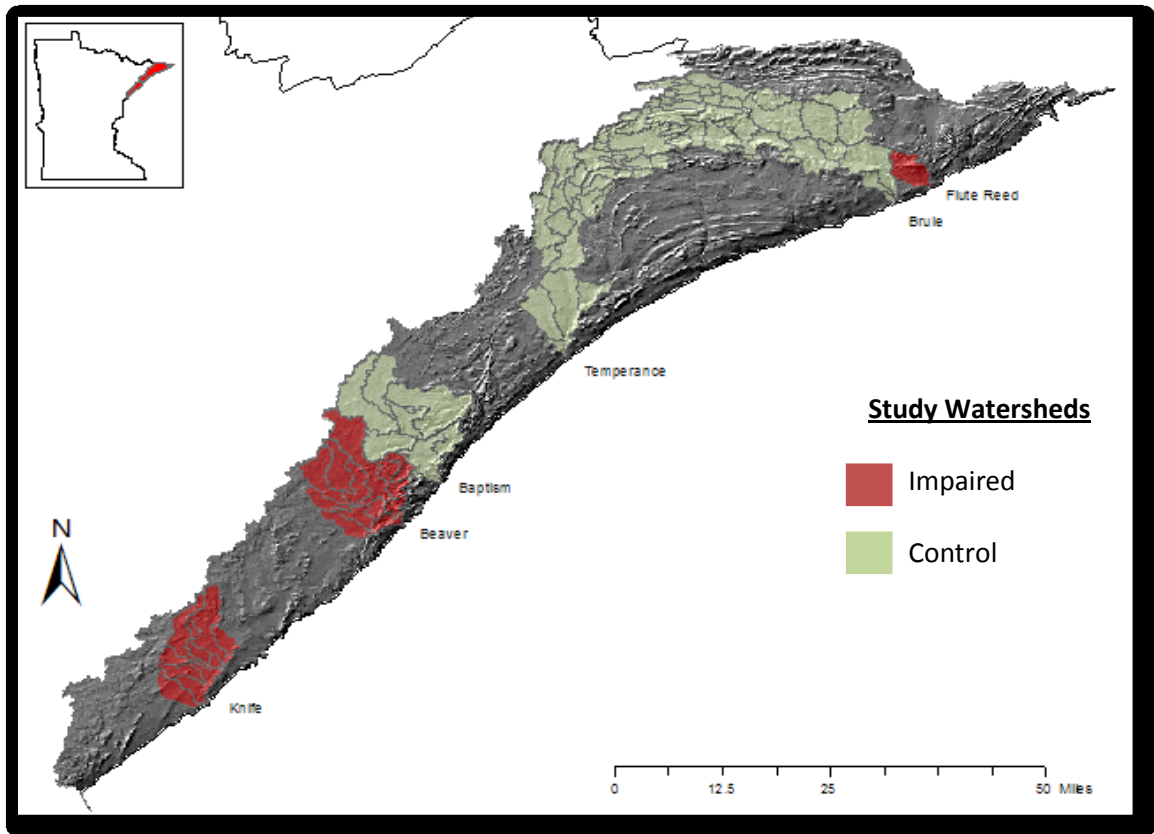 Flute Reed
Brule
Temperance
Study Watersheds
Impaired
Baptism
Beaver
Control
N
Knife
0 12.5 25 50 Miles